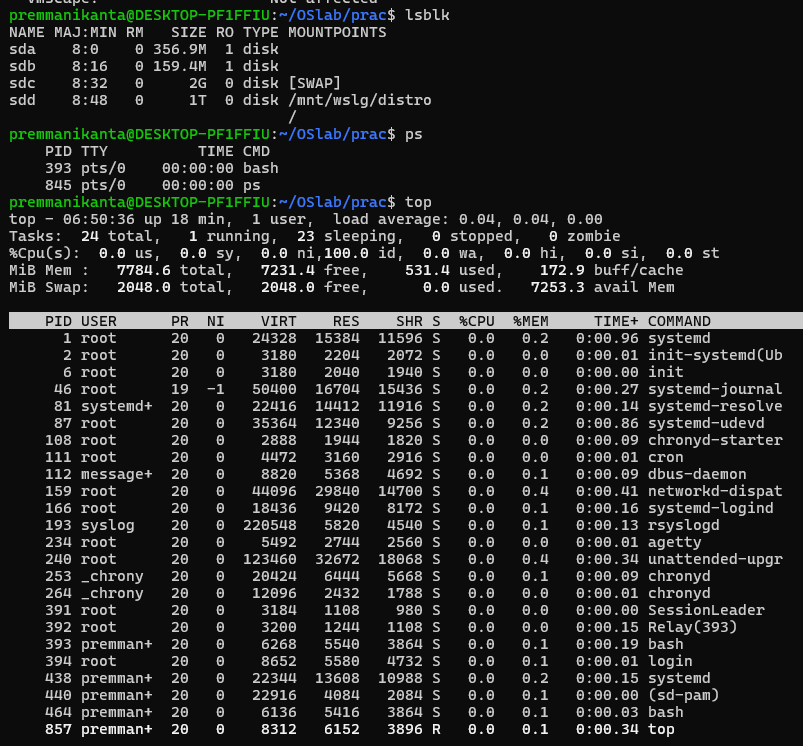 Vmscape: Not affected
premmanikanta@DESKTOP-PF1FFIU:~/OSlab/prac$ lsblk
NAME MAJ:MIN RM   SIZE RO TYPE MOUNTPOINTS
sda    8:0    0 356.9M  1 disk
sdb    8:16   0 159.4M  1 disk
sdc    8:32   0     2G  0 disk [SWAP]
sdd    8:48   0     1T  0 disk /mnt/wslg/distro
                               /
premmanikanta@DESKTOP-PF1FFIU:~/OSlab/prac$ ps
    PID TTY          TIME CMD
    393 pts/0    00:00:00 bash
    845 pts/0    00:00:00 ps
premmanikanta@DESKTOP-PF1FFIU:~/OSlab/prac$ top
top - 06:50:36 up 18 min,  1 user,  load average: 0.04, 0.04, 0.00
Tasks:  24 total,   1 running,  23 sleeping,   0 stopped,   0 zombie
%Cpu(s):  0.0 us,  0.0 sy,  0.0 ni,100.0 id,  0.0 wa,  0.0 hi,  0.0 si,  0.0 st
MiB Mem :   7784.6 total,   7231.4 free,    531.4 used,    172.9 buff/cache
MiB Swap:   2048.0 total,   2048.0 free,      0.0 used.   7253.3 avail Mem
    PID USER      PR  NI    VIRT    RES    SHR S  %CPU  %MEM     TIME+ COMMAND
      1 root      20   0   24328  15384  11596 S   0.0   0.2   0:00.96 systemd
      2 root      20   0    3180   2204   2072 S   0.0   0.0   0:00.01 init-systemd(Ub
      6 root      20   0    3180   2040   1940 S   0.0   0.0   0:00.00 init
     46 root      19  -1   50400  16704  15436 S   0.0   0.2   0:00.27 systemd-journal
     81 systemd+  20   0   22416  14412  11916 S   0.0   0.2   0:00.14 systemd-resolve
     87 root      20   0   35364  12340   9256 S   0.0   0.2   0:00.86 systemd-udevd
    108 root      20   0    2888   1944   1820 S   0.0   0.0   0:00.09 chronyd-starter
    111 root      20   0    4472   3160   2916 S   0.0   0.0   0:00.01 cron
    112 message+  20   0    8820   5368   4692 S   0.0   0.1   0:00.09 dbus-daemon
    159 root      20   0   44096  29840  14700 S   0.0   0.4   0:00.41 networkd-dispat
    166 root      20   0   18436   9420   8172 S   0.0   0.1   0:00.16 systemd-logind
    193 syslog    20   0  220548   5820   4540 S   0.0   0.1   0:00.13 rsyslogd
    234 root      20   0    5492   2744   2560 S   0.0   0.0   0:00.01 agetty
    240 root      20   0  123460  32672  18068 S   0.0   0.4   0:00.34 unattended-upgr
    253 _chrony   20   0   20424   6444   5668 S   0.0   0.1   0:00.09 chronyd
    264 _chrony   20   0   12096   2432   1788 S   0.0   0.0   0:00.01 chronyd
    391 root      20   0    3184   1108    980 S   0.0   0.0   0:00.00 SessionLeader
    392 root      20   0    3200   1244   1108 S   0.0   0.0   0:00.15 Relay(393)
    393 premman+  20   0    6268   5540   3864 S   0.0   0.1   0:00.19 bash
    394 root      20   0    8652   5580   4732 S   0.0   0.1   0:00.01 login
    438 premman+  20   0   22344  13608  10988 S   0.0   0.2   0:00.15 systemd
    440 premman+  20   0   22916   4084   2084 S   0.0   0.1   0:00.00 (sd-pam)
    464 premman+  20   0    6136   5416   3864 S   0.0   0.1   0:00.03 bash
    857 premman+  20   0    8312   6152   3896 R   0.0   0.1   0:00.34 top